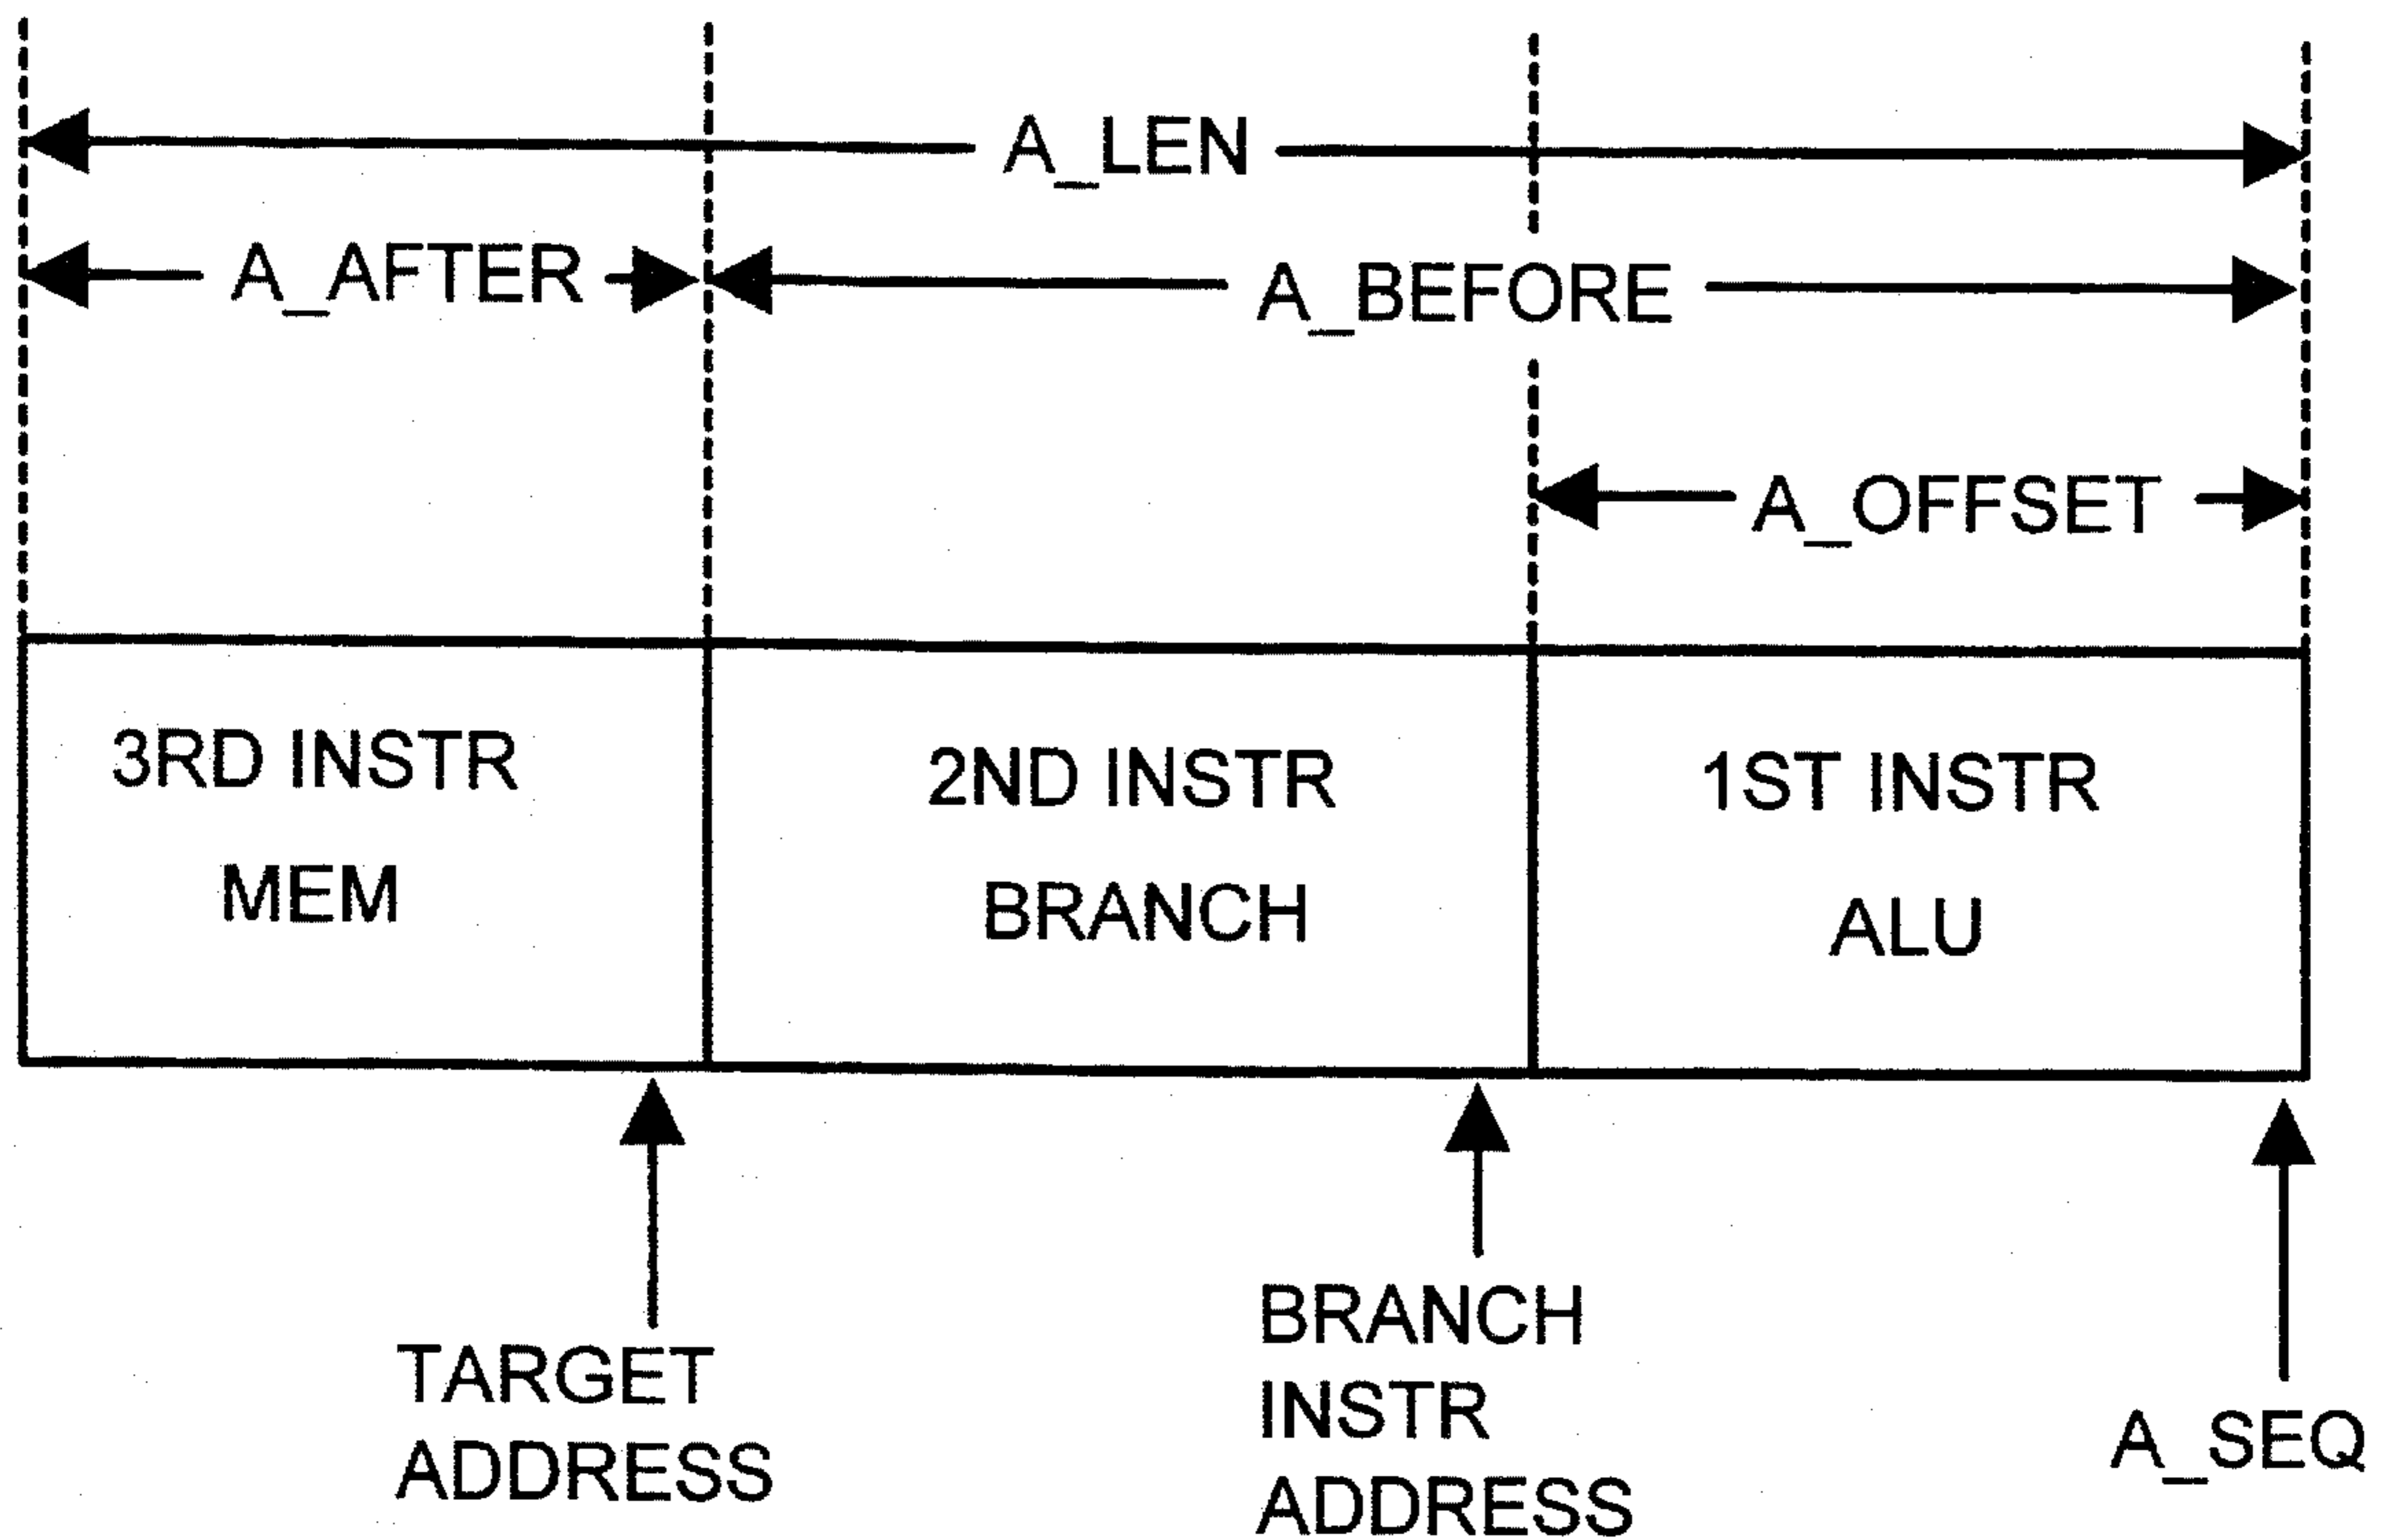 A_LEN
A_AFTER
A_BEFORE
A_OFFSET
3RD INSTR
MEM
2ND INSTR
BRANCH
1ST INSTR
ALU
TARGET
ADDRESS
BRANCH
INSTR
ADDRESS
A_SEQ